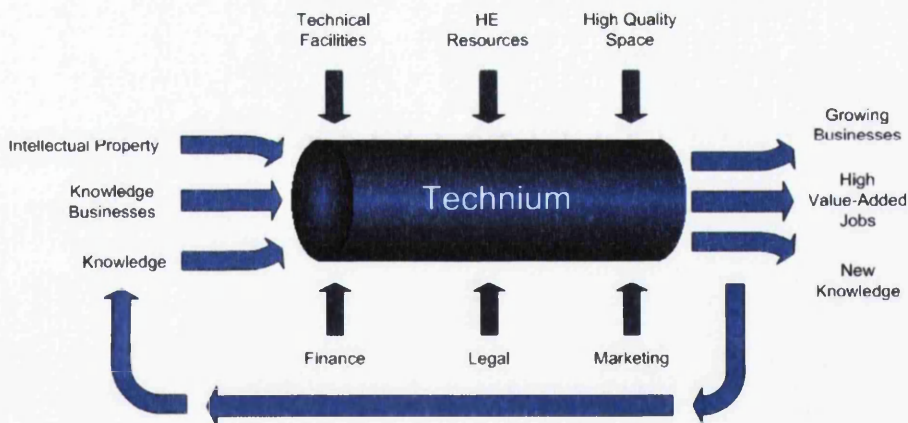 Technical
Facilities
HE
Resources
High Quality
Space
Intellectual Property
Knowledge
Businesses
Knowledge
Technium
Growing
Businesses
High
Value-Added
Jobs
New
Knowledge
Finance
Legal
Marketing